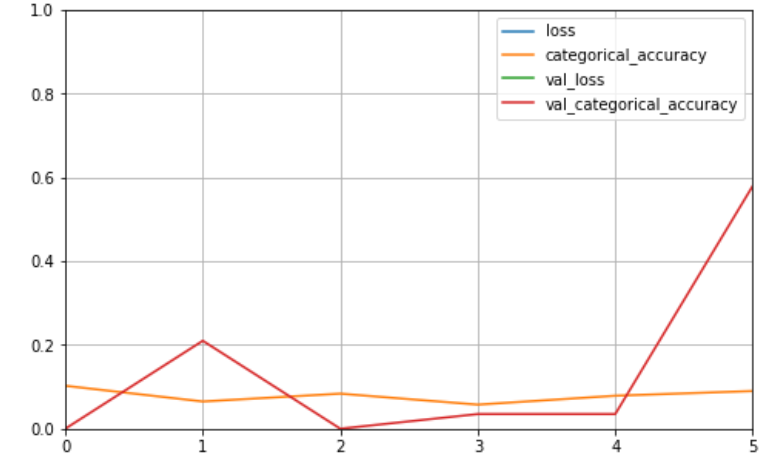 1.0
loss
categorical_accuracy
val_loss
val_categorical_accuracy
0.8
0.6
0.4
0.2
0.0
0 1 2 3 4 5